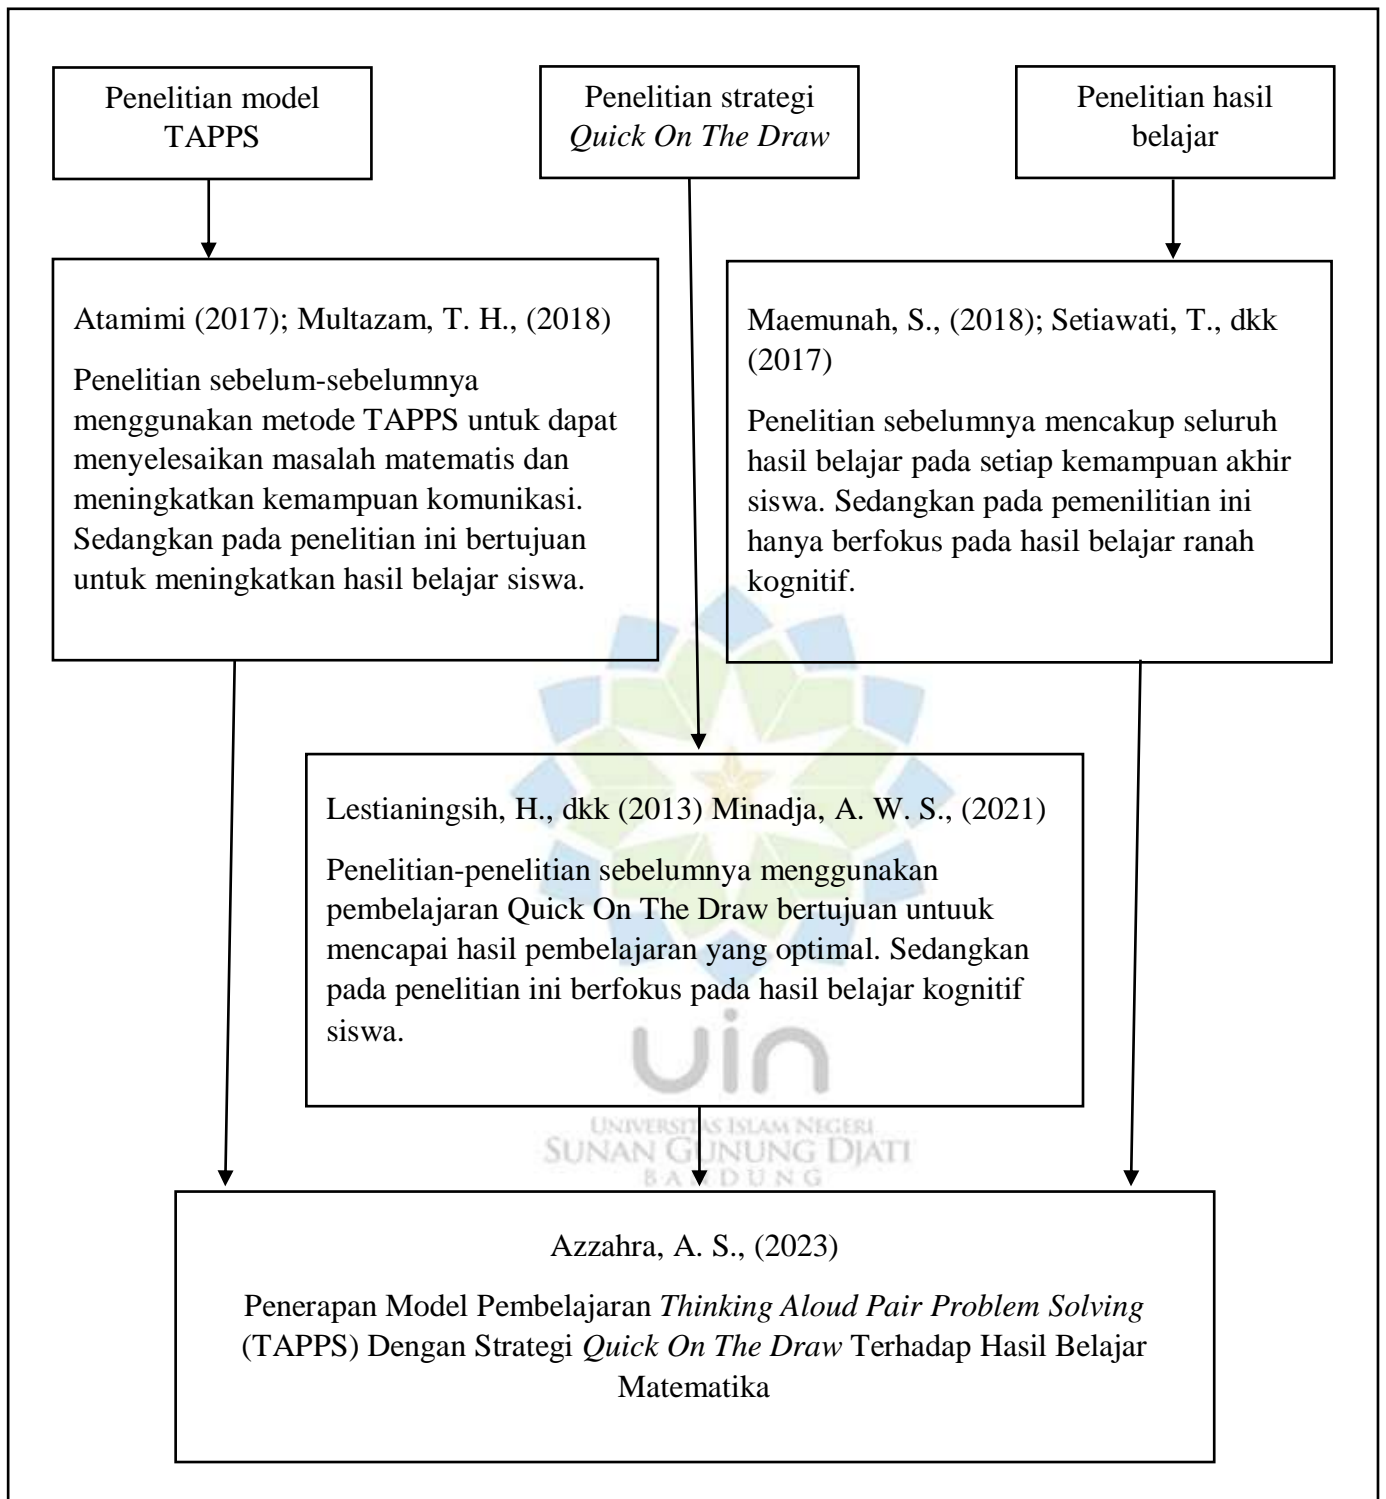 Penelitian model
TAPPS
Penelitian strategi
Quick On The Draw
Penelitian hasil
belajar
Atamimi (2017); Multazam, T. H., (2018)
Penelitian sebelum-sebelumnya
menggunakan metode TAPPS untuk dapat
menyelesaikan masalah matematis dan
meningkatkan kemampuan komunikasi.
Sedangkan pada penelitian ini bertujuan
untuk meningkatkan hasil belajar siswa.
Maemunah, S., (2018); Setiawati, T., dkk
(2017)
Penelitian sebelumnya mencakup seluruh
hasil belajar pada setiap kemampuan akhir
siswa. Sedangkan pada pemenilitian ini
hanya berfokus pada hasil belajar ranah
kognitif.
Lestianingsih, H., dkk (2013) Minadja, A. W. S., (2021)
Penelitian-penelitian sebelumnya menggunakan
pembelajaran Quick On The Draw bertujuan untuuk
mencapai hasil pembelajaran yang optimal. Sedangkan
pada penelitian ini berfokus pada hasil belajar kognitif
siswa.
uin
UNIVERSITAS ISLAM NEGERI
SUNAN GUNUNG DJATI
BANDUNG
Azzahra, A. S., (2023)
Penerapan Model Pembelajaran Thinking Aloud Pair Problem Solving
(TAPPS) Dengan Strategi Quick On The Draw Terhadap Hasil Belajar
Matematika